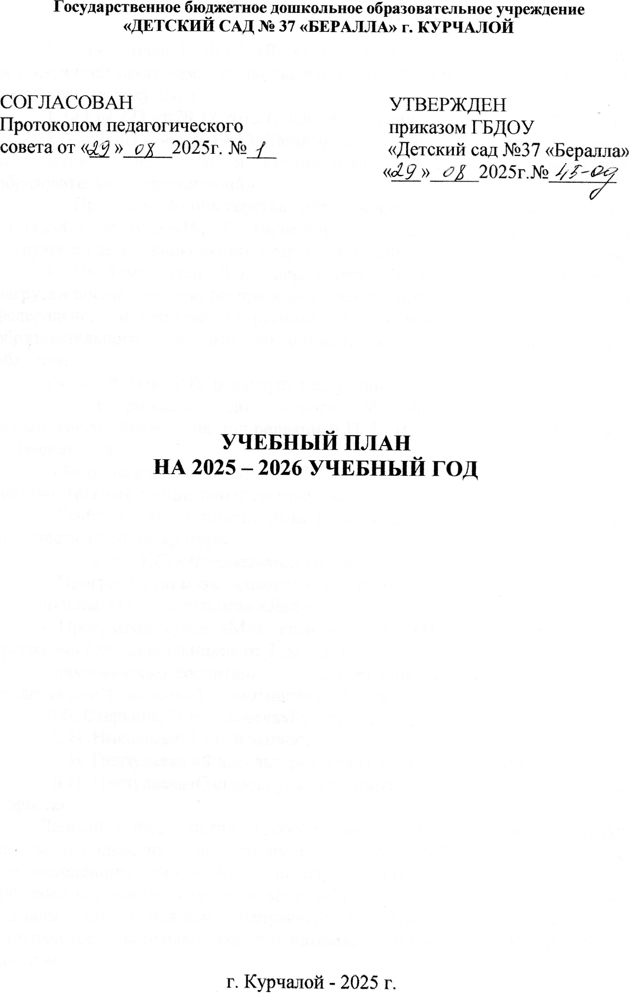 Государственное бюджетное дошкольное образовательное учреждение
«ДЕТСКИЙ САД № 37 «БЕРАЛЛА» г. КУРЧАЛОЙ
СОГЛАСОВАН
Протоколом педагогического
совета от «29» 08 2025г. № 1
УТВЕРЖДЕН
приказом ГБДОУ
«Детский сад №37 «Бералла»
«29» 08 2025г.№ 45-од
УЧЕБНЫЙ ПЛАН
НА 2025 – 2026 УЧЕБНЫЙ ГОД
г. Курчалой - 2025 г.